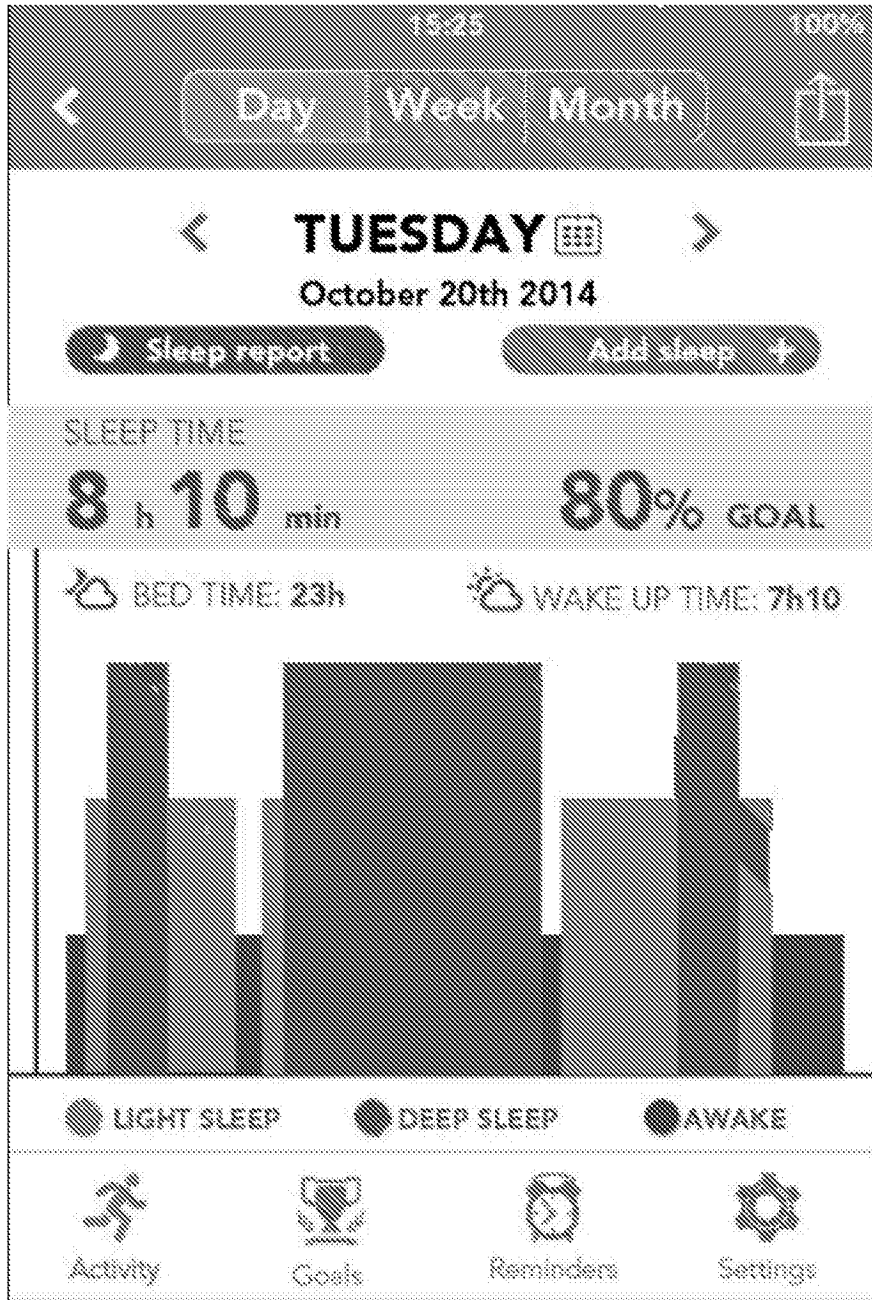 15:25 100%
Day Week Month
TUESDAY
October 20th 2014
Sleep report Add sleep +
SLEEP TIME
8 h 10 min 80% GOAL
BED TIME: 23h WAKE UP TIME: 7h10
LIGHT SLEEP DEEP SLEEP AWAKE
Activity Goals Reminders Settings